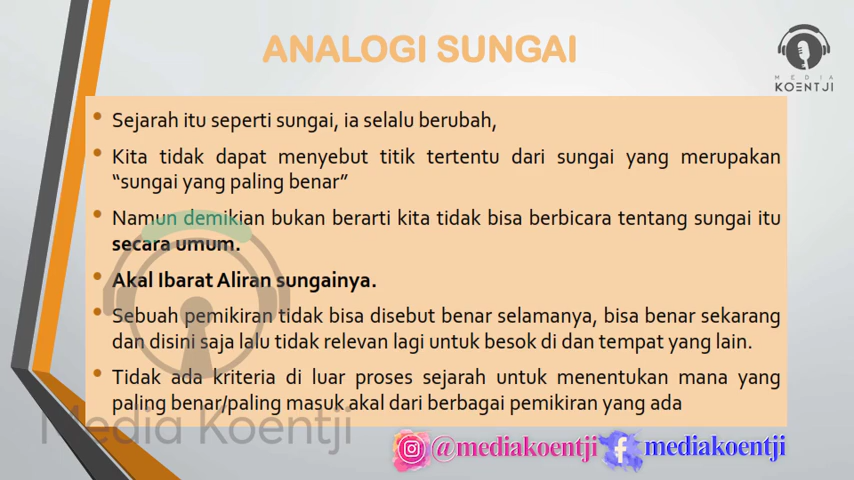 ANALOGI SUNGAI
MEDIA
KOENTJI
• Sejarah itu seperti sungai, ia selalu berubah,
• Kita tidak dapat menyebut titik tertentu dari sungai yang merupakan
“sungai yang paling benar”
• Namun demikian bukan berarti kita tidak bisa berbicara tentang sungai itu
secara umum.
• Akal Ibarat Aliran sungainya.
• Sebuah pemikiran tidak bisa disebut benar selamanya, bisa benar sekarang
dan disini saja lalu tidak relevan lagi untuk besok di dan tempat yang lain.
• Tidak ada kriteria di luar proses sejarah untuk menentukan mana yang
paling benar/paling masuk akal dari berbagai pemikiran yang ada
Media Koentji
@mediakoentji mediakoentji